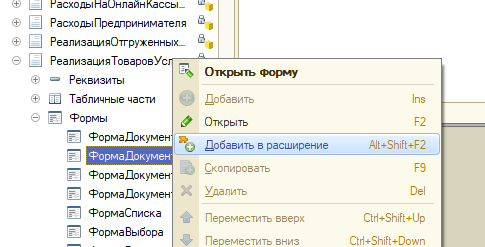 РасходыНаОнлайнКассы...
РасходыПредпринимателя
РеализацияОтгруженных...
РеализацияТоваровУсл
Реквизиты
Табличные части
Формы
ФормаДокумент
ФормаДокумент
ФормаДокумент
ФормаСписка
ФормаВыбора
Открыть форму
Добавить Ins
Открыть F2
Добавить в расширение Alt+Shift+F2
Скопировать F9
Удалить Del
Переместить вверх Ctrl+Shift+Up
Переместить вниз Ctrl+Shift+Down